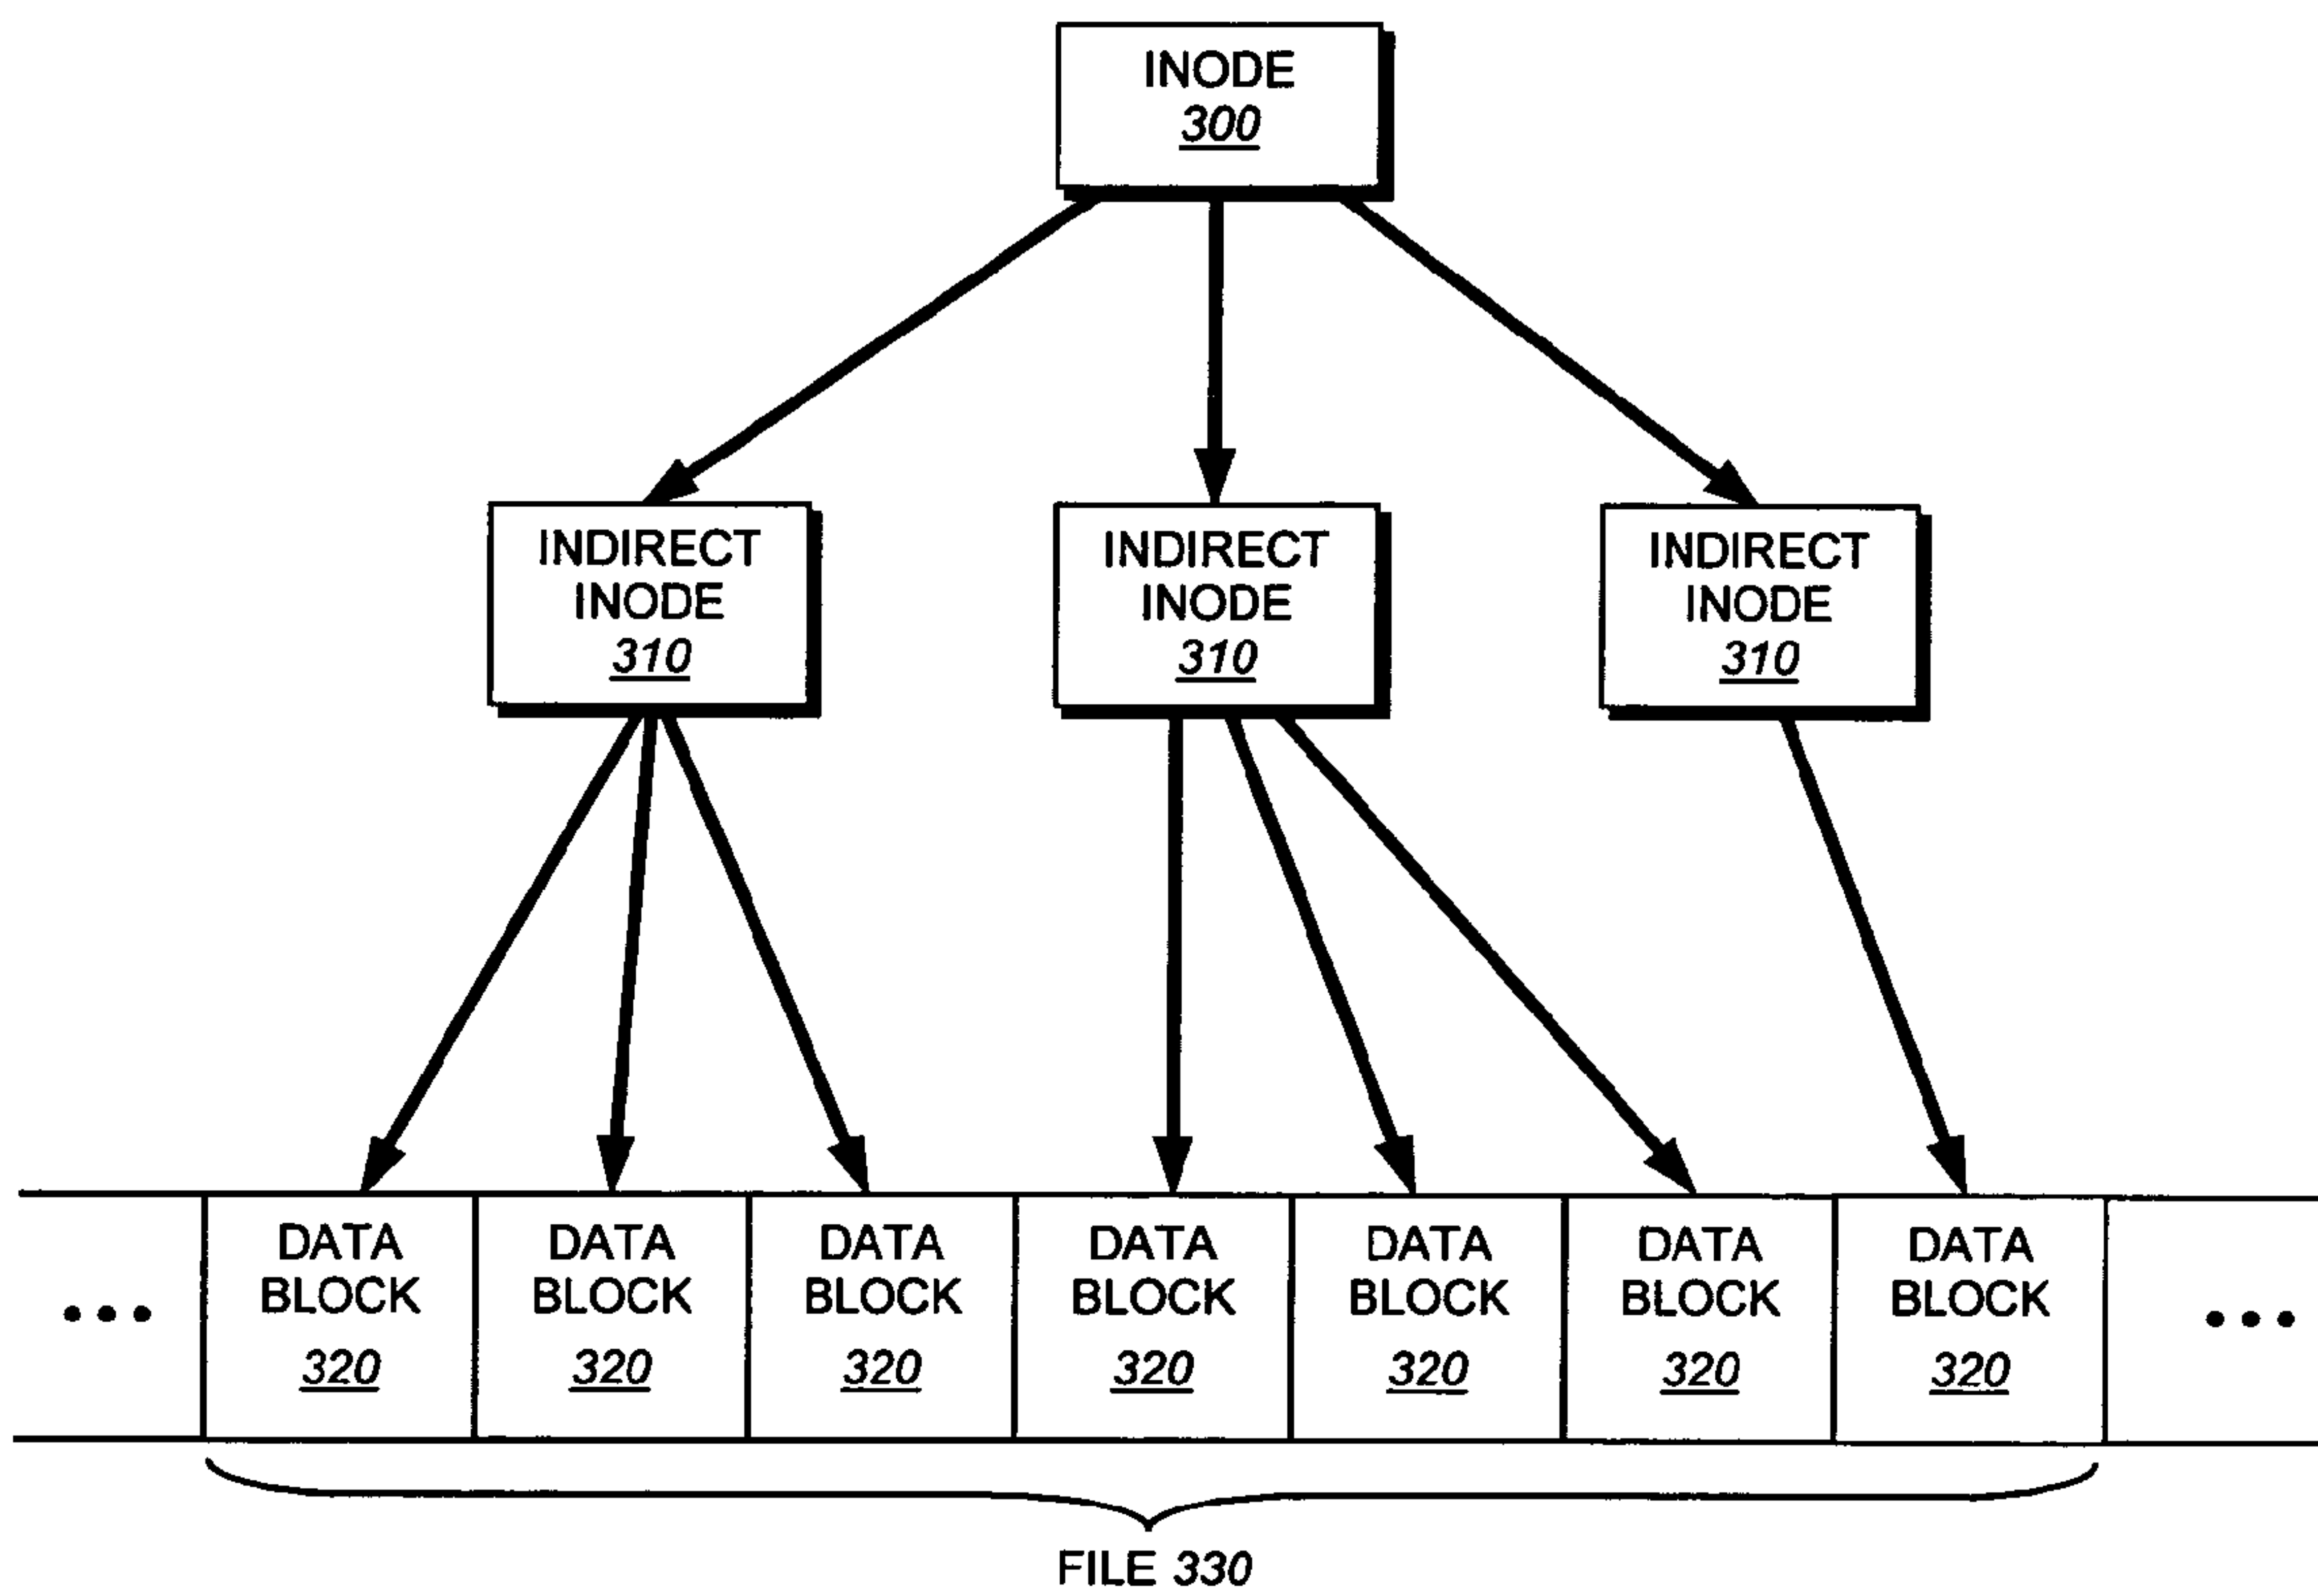 INODE
300
INDIRECT
INODE
310
INDIRECT
INODE
310
INDIRECT
INODE
310
DATA
BLOCK
320
DATA
BLOCK
320
DATA
BLOCK
320
DATA
BLOCK
320
DATA
BLOCK
320
DATA
BLOCK
320
DATA
BLOCK
320
• • •
• • •
FILE 330